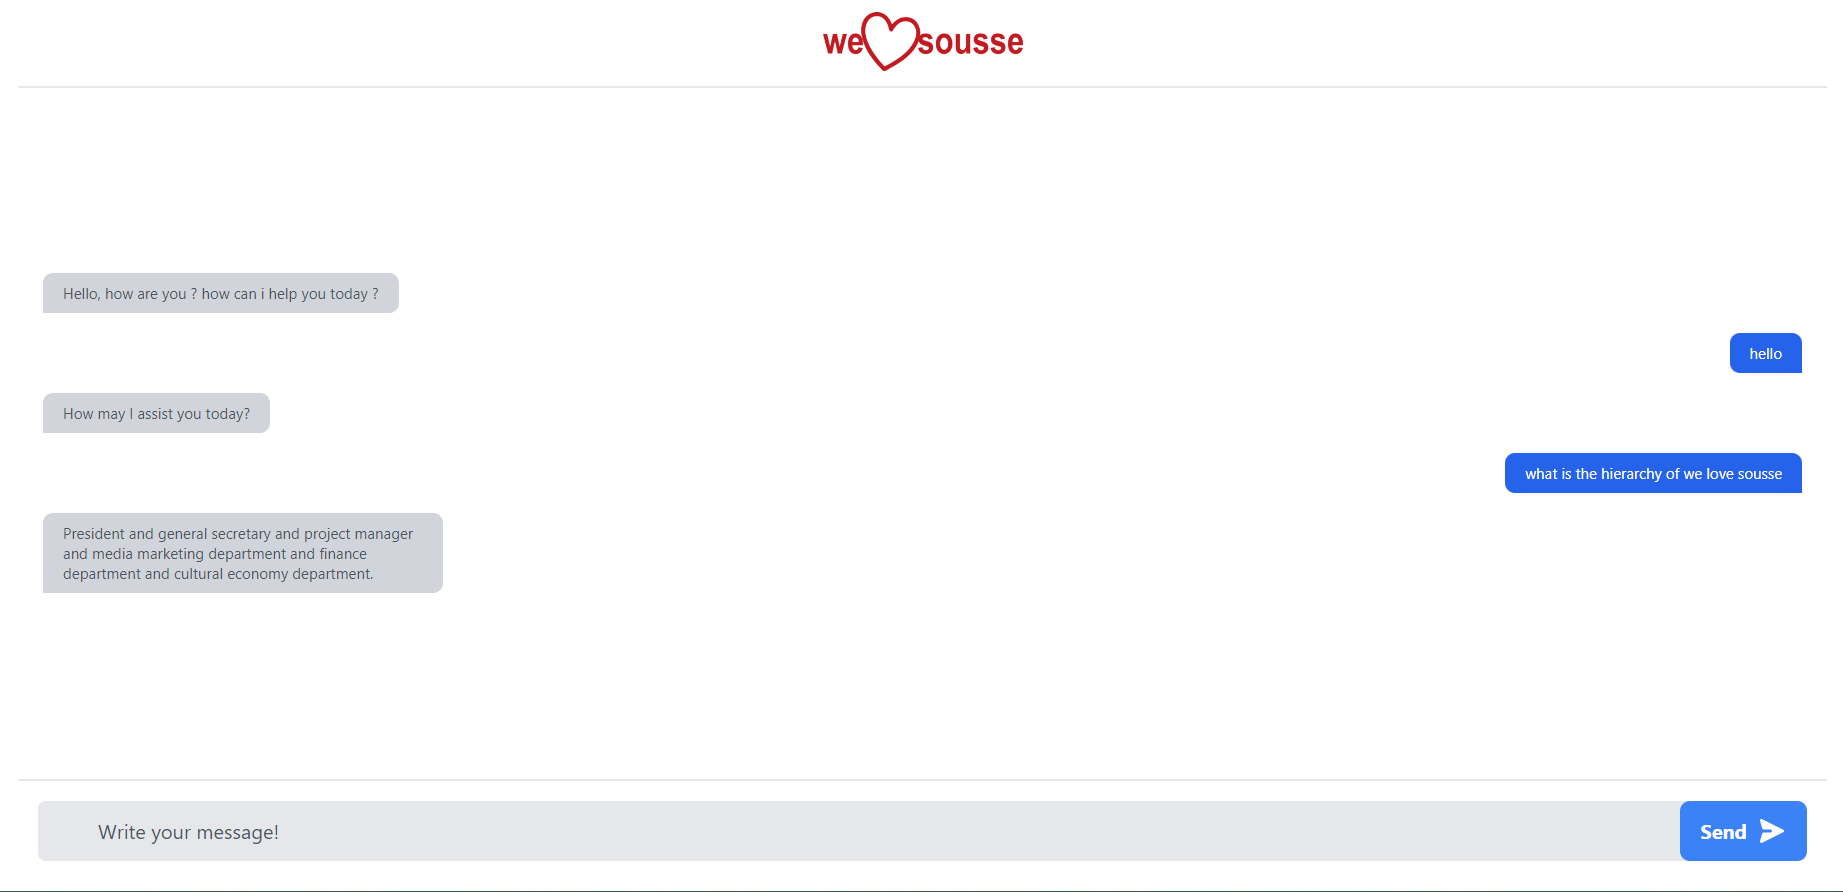 we sousse
Hello, how are you ? how can i help you today ?
hello
How may I assist you today?
what is the hierarchy of we love sousse
President and general secretary and project manager
and media marketing department and finance
department and cultural economy department.
Write your message!
Send